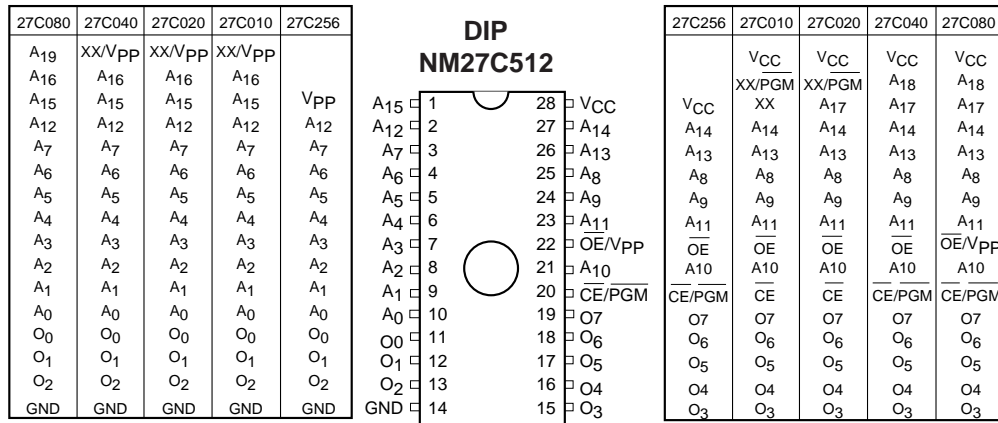 27C080 27C040 27C020 27C010 27C256
A19 XX/VPP XX/VPP XX/VPP
A16 A16 A16 A16
A15 A15 A15 A15 VPP
A12 A12 A12 A12 A12
A7 A7 A7 A7 A7
A6 A6 A6 A6 A6
A5 A5 A5 A5 A5
A4 A4 A4 A4 A4
A3 A3 A3 A3 A3
A2 A2 A2 A2 A2
A1 A1 A1 A1 A1
A0 A0 A0 A0 A0
O0 O0 O0 O0 O0
O1 O1 O1 O1 O1
O2 O2 O2 O2 O2
GND GND GND GND GND
DIP
NM27C512
A15 1 28 VCC
A12 2 27 A14
A7 3 26 A13
A6 4 25 A8
A5 5 24 A9
A4 6 23 A11
A3 7 22 OE/VPP
A2 8 21 A10
A1 9 20 CE/PGM
A0 10 19 O7
O0 11 18 O6
O1 12 17 O5
O2 13 16 O4
GND 14 15 O3
27C256 27C010 27C020 27C040 27C080
VCC VCC VCC VCC
XX/PGM XX/PGM A18 A18
VCC XX A17 A17 A17
A14 A14 A14 A14 A14
A13 A13 A13 A13 A13
A8 A8 A8 A8 A8
A9 A9 A9 A9 A9
A11 A11 A11 A11 A11
OE OE OE OE OE/VPP
A10 A10 A10 A10 A10
CE/PGM CE CE CE/PGM CE/PGM
O7 O7 O7 O7 O7
O6 O6 O6 O6 O6
O5 O5 O5 O5 O5
O4 O4 O4 O4 O4
O3 O3 O3 O3 O3